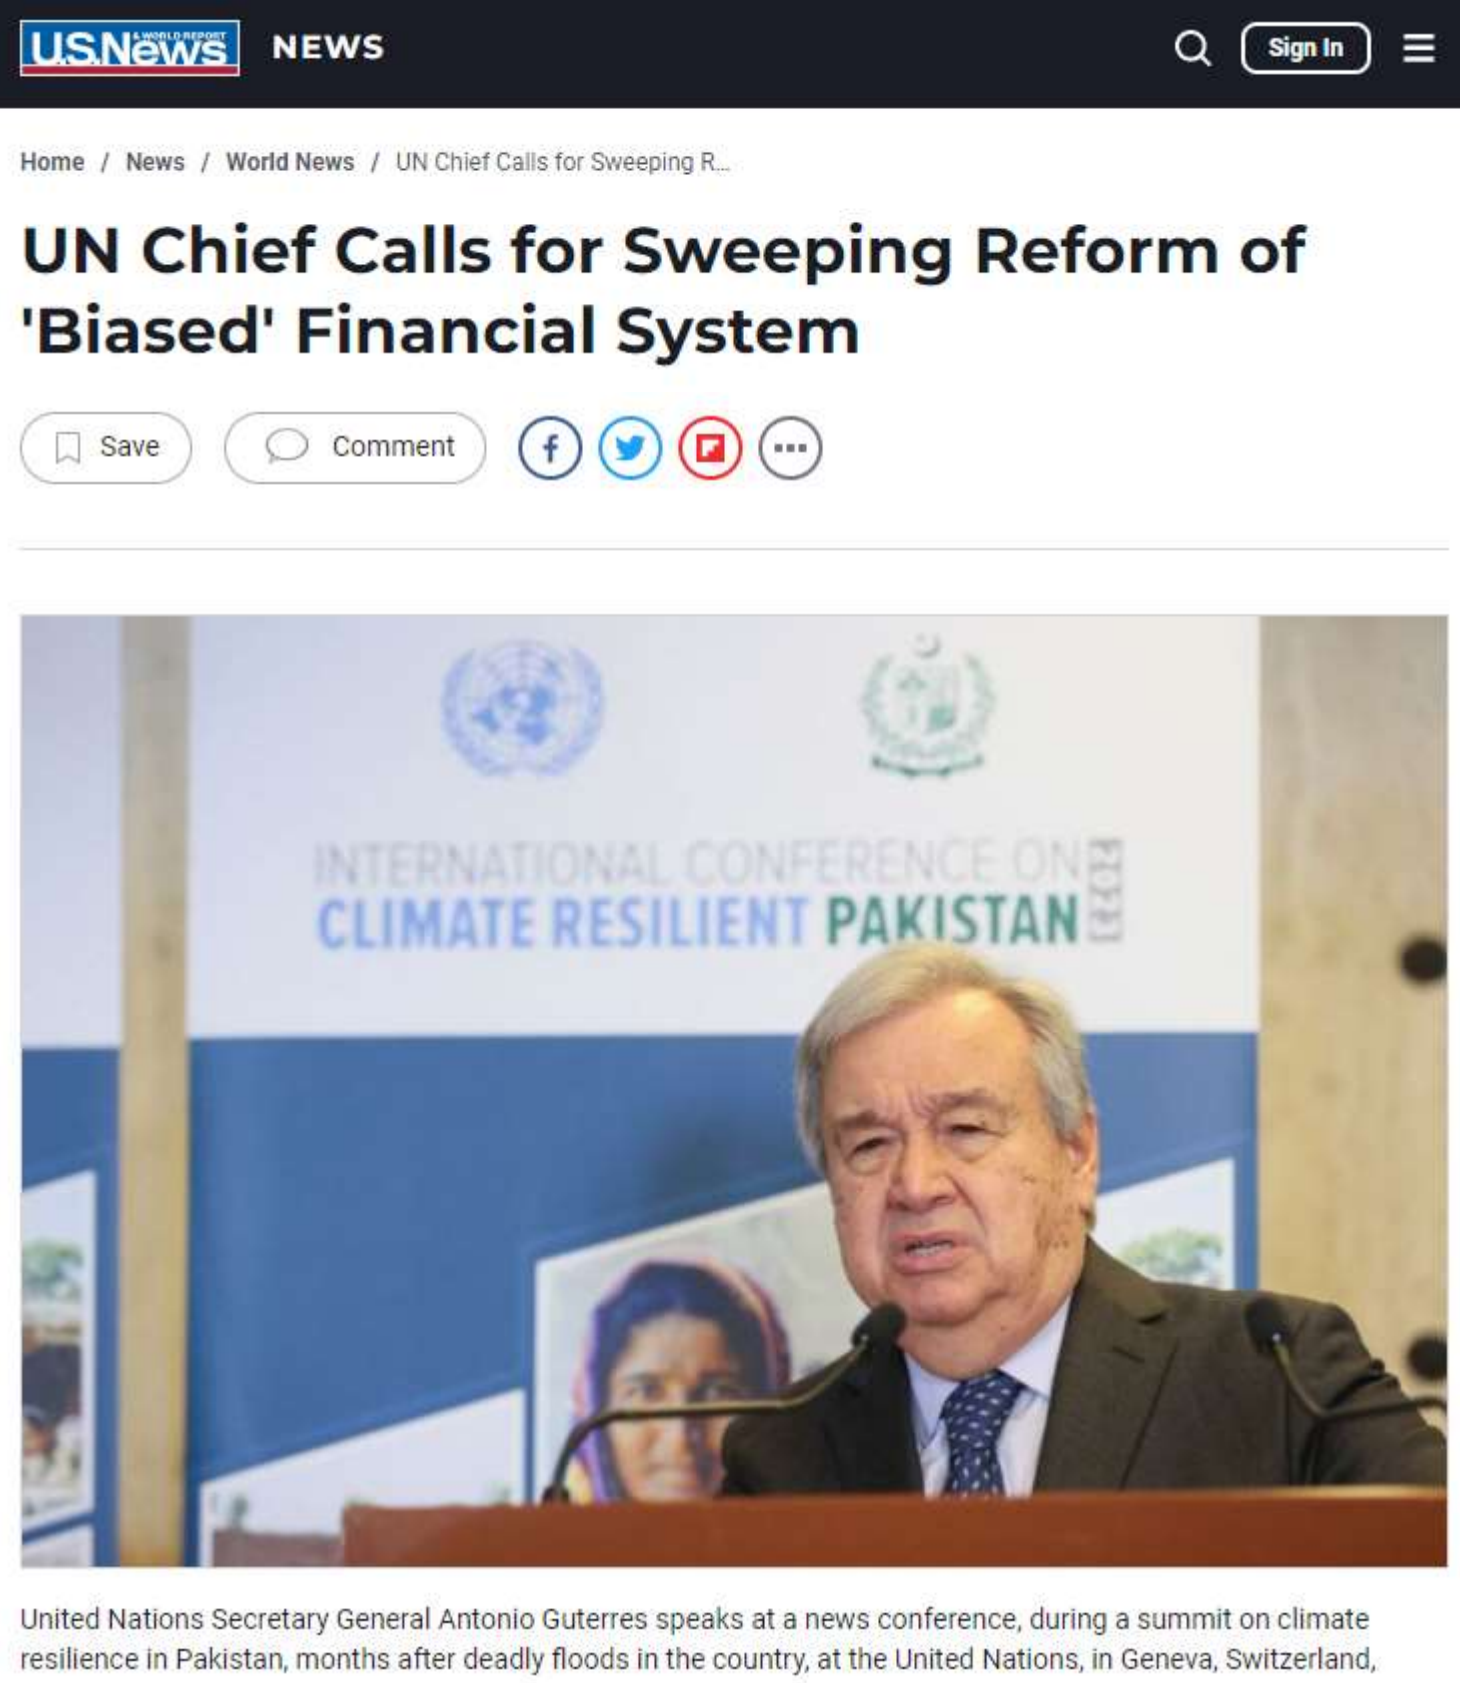 U.S.News
& WORLD REPORT
NEWS
Sign In
Home / News / World News / UN Chief Calls for Sweeping R...
UN Chief Calls for Sweeping Reform of
'Biased' Financial System
Save
Comment
INTERNATIONAL CONFERENCE ON
CLIMATE RESILIENT PAKISTAN
2023
United Nations Secretary General Antonio Guterres speaks at a news conference, during a summit on climate
resilience in Pakistan, months after deadly floods in the country, at the United Nations, in Geneva, Switzerland,